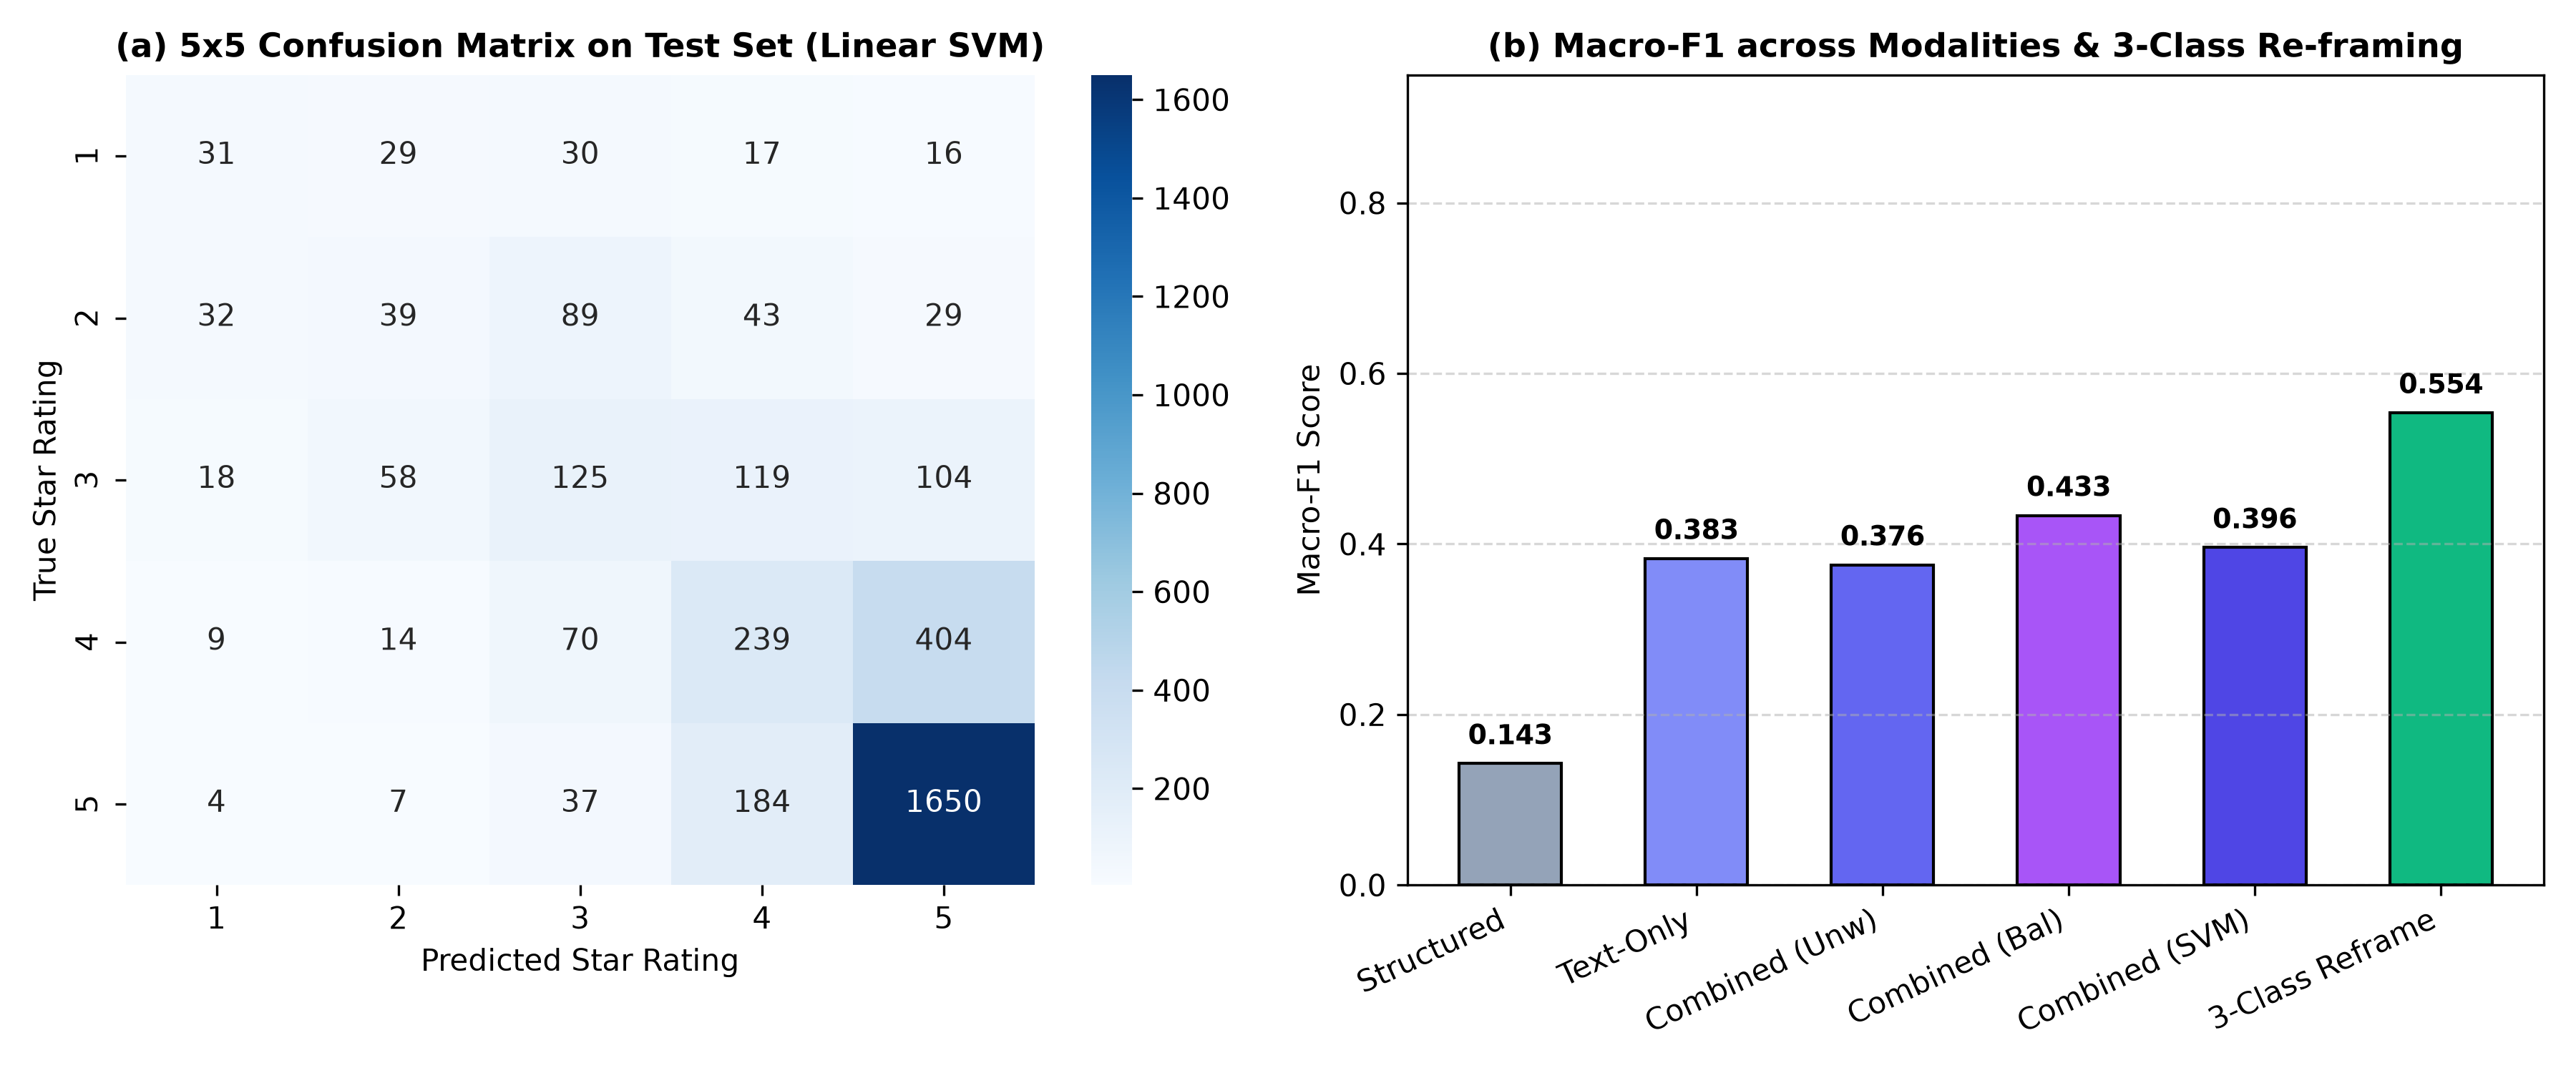 (a) 5x5 Confusion Matrix on Test Set (Linear SVM)
True Star Rating
1 31 29 30 17 16
2 32 39 89 43 29
3 18 58 125 119 104
4 9 14 70 239 404
5 4 7 37 184 1650
1 2 3 4 5
Predicted Star Rating
1600
1400
1200
1000
800
600
400
200
(b) Macro-F1 across Modalities & 3-Class Re-framing
Macro-F1 Score
0.8
0.6
0.4
0.2
0.0
0.143
0.383
0.376
0.433
0.396
0.554
Structured
Text-Only
Combined (Unw)
Combined (Bal)
Combined (SVM)
3-Class Reframe